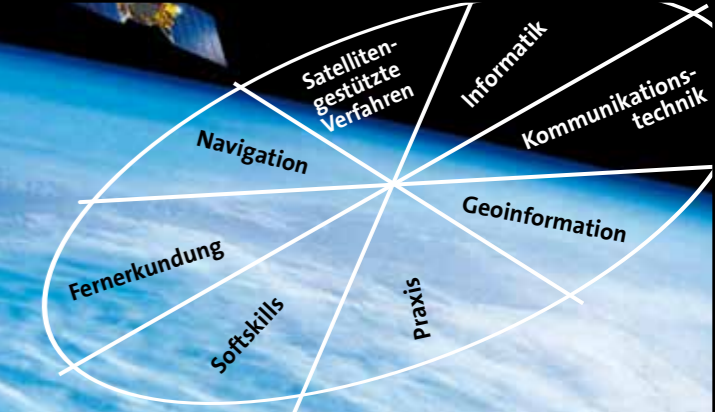 Satelliten-
gestützte
Verfahren
Informatik
Kommunikations-
technik
Navigation
Geoinformation
Fernerkundung
Softskills
Praxis